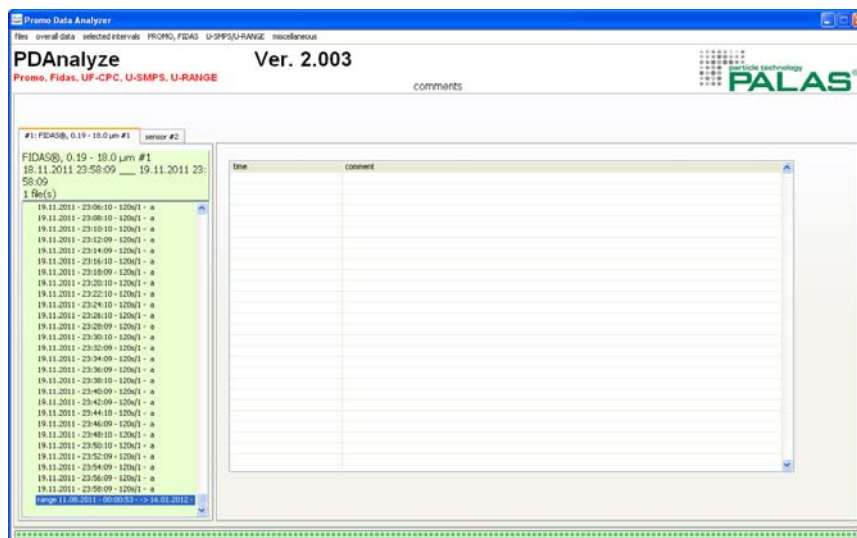 Promo Data Analyzer
files overall data selected intervals PROMO, FIDAS U-SMPS/U-RANGE miscellaneous
PDAnalyze
Ver. 2.003
Promo, Fidas, UF-CPC, U-SMPS, U-RANGE
comments
particle technology
PALAS®
#1: FIDAS®, 0.19 - 18.0 µm #1
sensor #2
FIDAS®, 0.19 - 18.0 µm #1
18.11.2011 23:58:09 ___ 19.11.2011 23:
58:09
1 file(s)
19.11.2011 - 23:06:10 - 120s/1 - a
19.11.2011 - 23:08:10 - 120s/1 - a
19.11.2011 - 23:10:10 - 120s/1 - a
19.11.2011 - 23:12:09 - 120s/1 - a
19.11.2011 - 23:14:09 - 120s/1 - a
19.11.2011 - 23:16:10 - 120s/1 - a
19.11.2011 - 23:18:09 - 120s/1 - a
19.11.2011 - 23:20:10 - 120s/1 - a
19.11.2011 - 23:22:10 - 120s/1 - a
19.11.2011 - 23:24:10 - 120s/1 - a
19.11.2011 - 23:26:10 - 120s/1 - a
19.11.2011 - 23:28:09 - 120s/1 - a
19.11.2011 - 23:30:10 - 120s/1 - a
19.11.2011 - 23:32:09 - 120s/1 - a
19.11.2011 - 23:34:09 - 120s/1 - a
19.11.2011 - 23:36:09 - 120s/1 - a
19.11.2011 - 23:38:10 - 120s/1 - a
19.11.2011 - 23:40:09 - 120s/1 - a
19.11.2011 - 23:42:09 - 120s/1 - a
19.11.2011 - 23:44:10 - 120s/1 - a
19.11.2011 - 23:46:09 - 120s/1 - a
19.11.2011 - 23:48:10 - 120s/1 - a
19.11.2011 - 23:50:10 - 120s/1 - a
19.11.2011 - 23:52:09 - 120s/1 - a
19.11.2011 - 23:54:09 - 120s/1 - a
19.11.2011 - 23:56:09 - 120s/1 - a
19.11.2011 - 23:58:09 - 120s/1 - a
range 11.08.2011 - 00:00:53 --> 16.01.2012 -
time comment